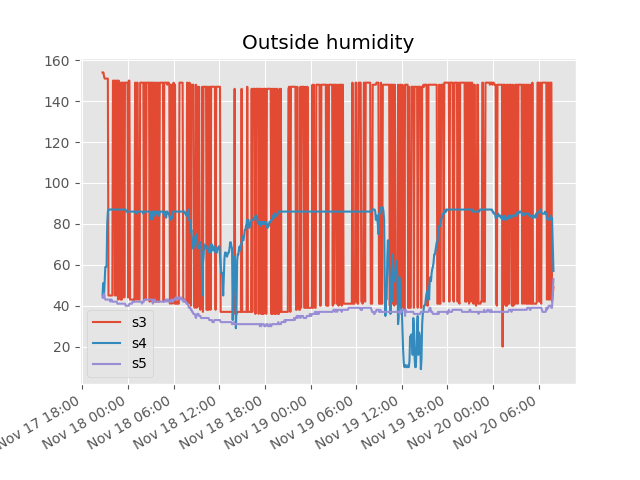 Outside humidity
160
140
120
100
80
60
40
20
s3
s4
s5
Nov 17 18:00
Nov 18 00:00
Nov 18 06:00
Nov 18 12:00
Nov 18 18:00
Nov 19 00:00
Nov 19 06:00
Nov 19 12:00
Nov 19 18:00
Nov 20 00:00
Nov 20 06:00